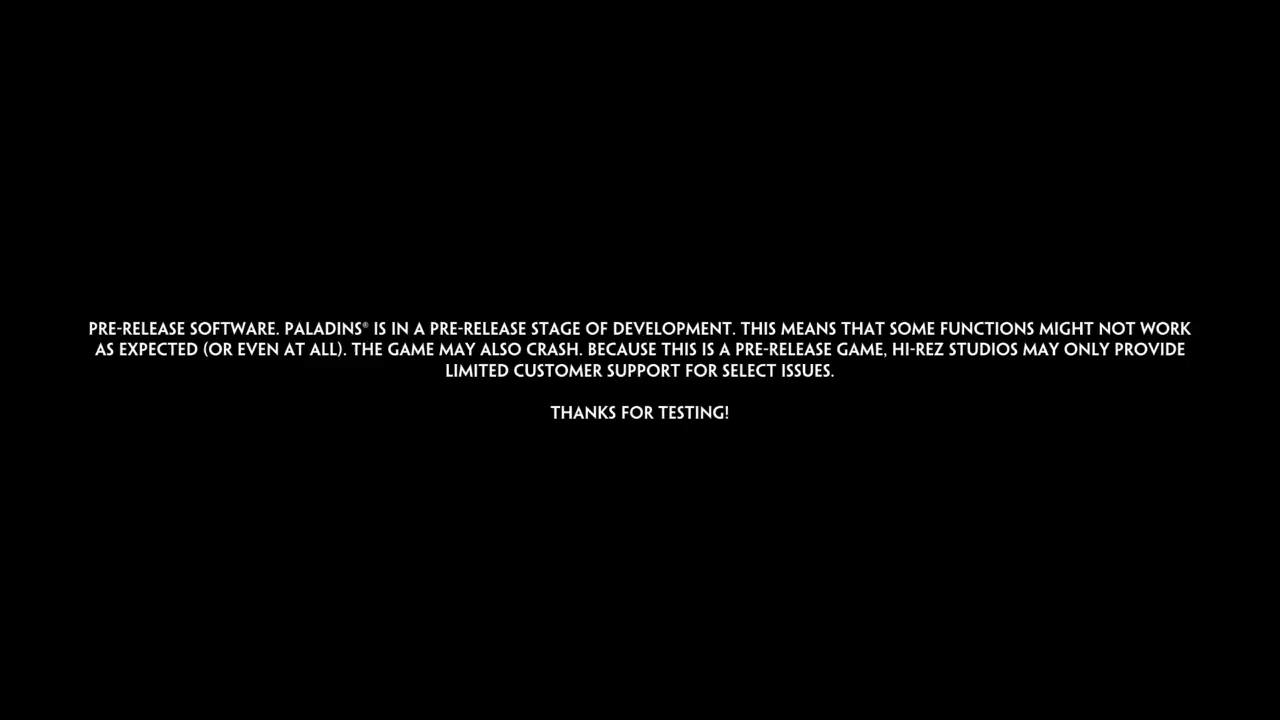 PRE-RELEASE SOFTWARE. PALADINS® IS IN A PRE-RELEASE STAGE OF DEVELOPMENT. THIS MEANS THAT SOME FUNCTIONS MIGHT NOT WORK
AS EXPECTED (OR EVEN AT ALL). THE GAME MAY ALSO CRASH. BECAUSE THIS IS A PRE-RELEASE GAME, HI-REZ STUDIOS MAY ONLY PROVIDE
LIMITED CUSTOMER SUPPORT FOR SELECT ISSUES.
THANKS FOR TESTING!